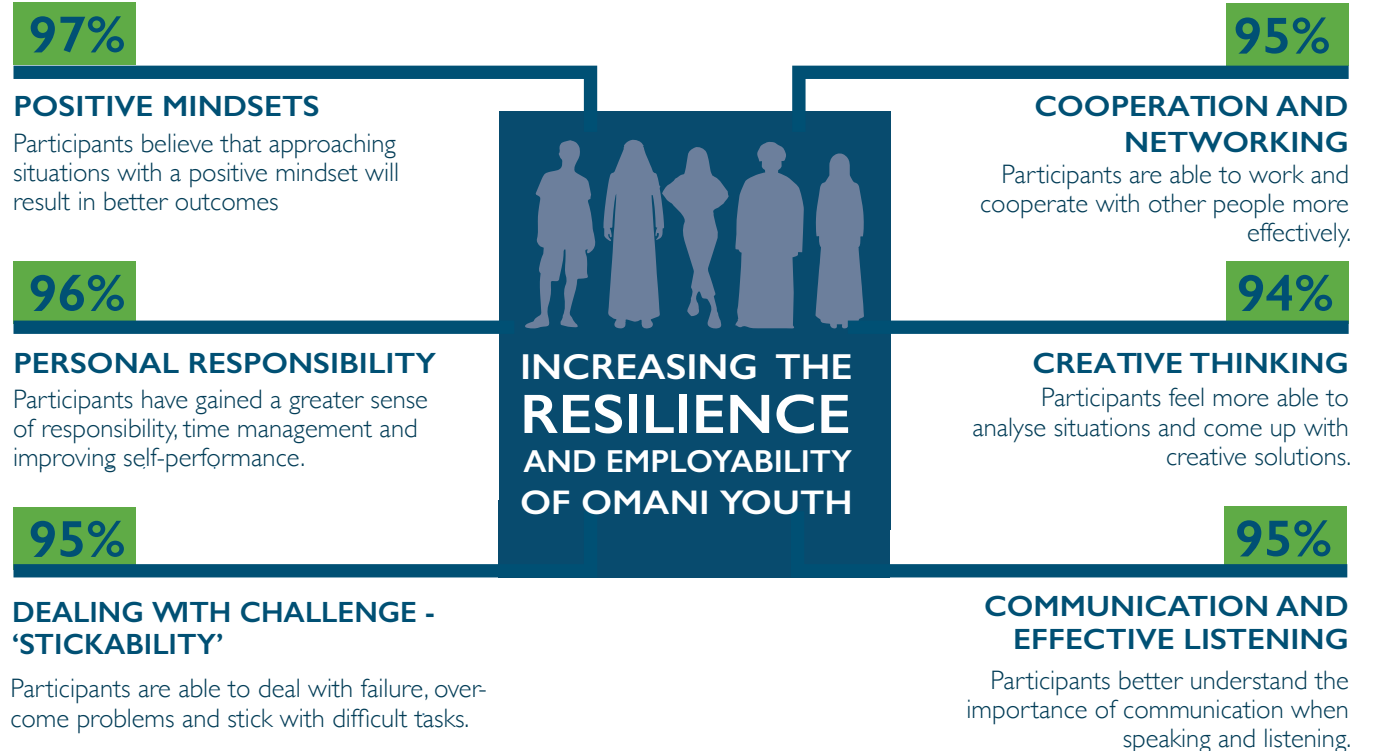 97%
POSITIVE MINDSETS
Participants believe that approaching
situations with a positive mindset will
result in better outcomes
96%
PERSONAL RESPONSIBILITY
Participants have gained a greater sense
of responsibility, time management and
improving self-performance.
95%
DEALING WITH CHALLENGE -
‘STICKABILITY’
Participants are able to deal with failure, over-
come problems and stick with difficult tasks.
INCREASING THE
RESILIENCE
AND EMPLOYABILITY
OF OMANI YOUTH
95%
COOPERATION AND
NETWORKING
Participants are able to work and
cooperate with other people more
effectively.
94%
CREATIVE THINKING
Participants feel more able to
analyse situations and come up with
creative solutions.
95%
COMMUNICATION AND
EFFECTIVE LISTENING
Participants better understand the
importance of communication when
speaking and listening.